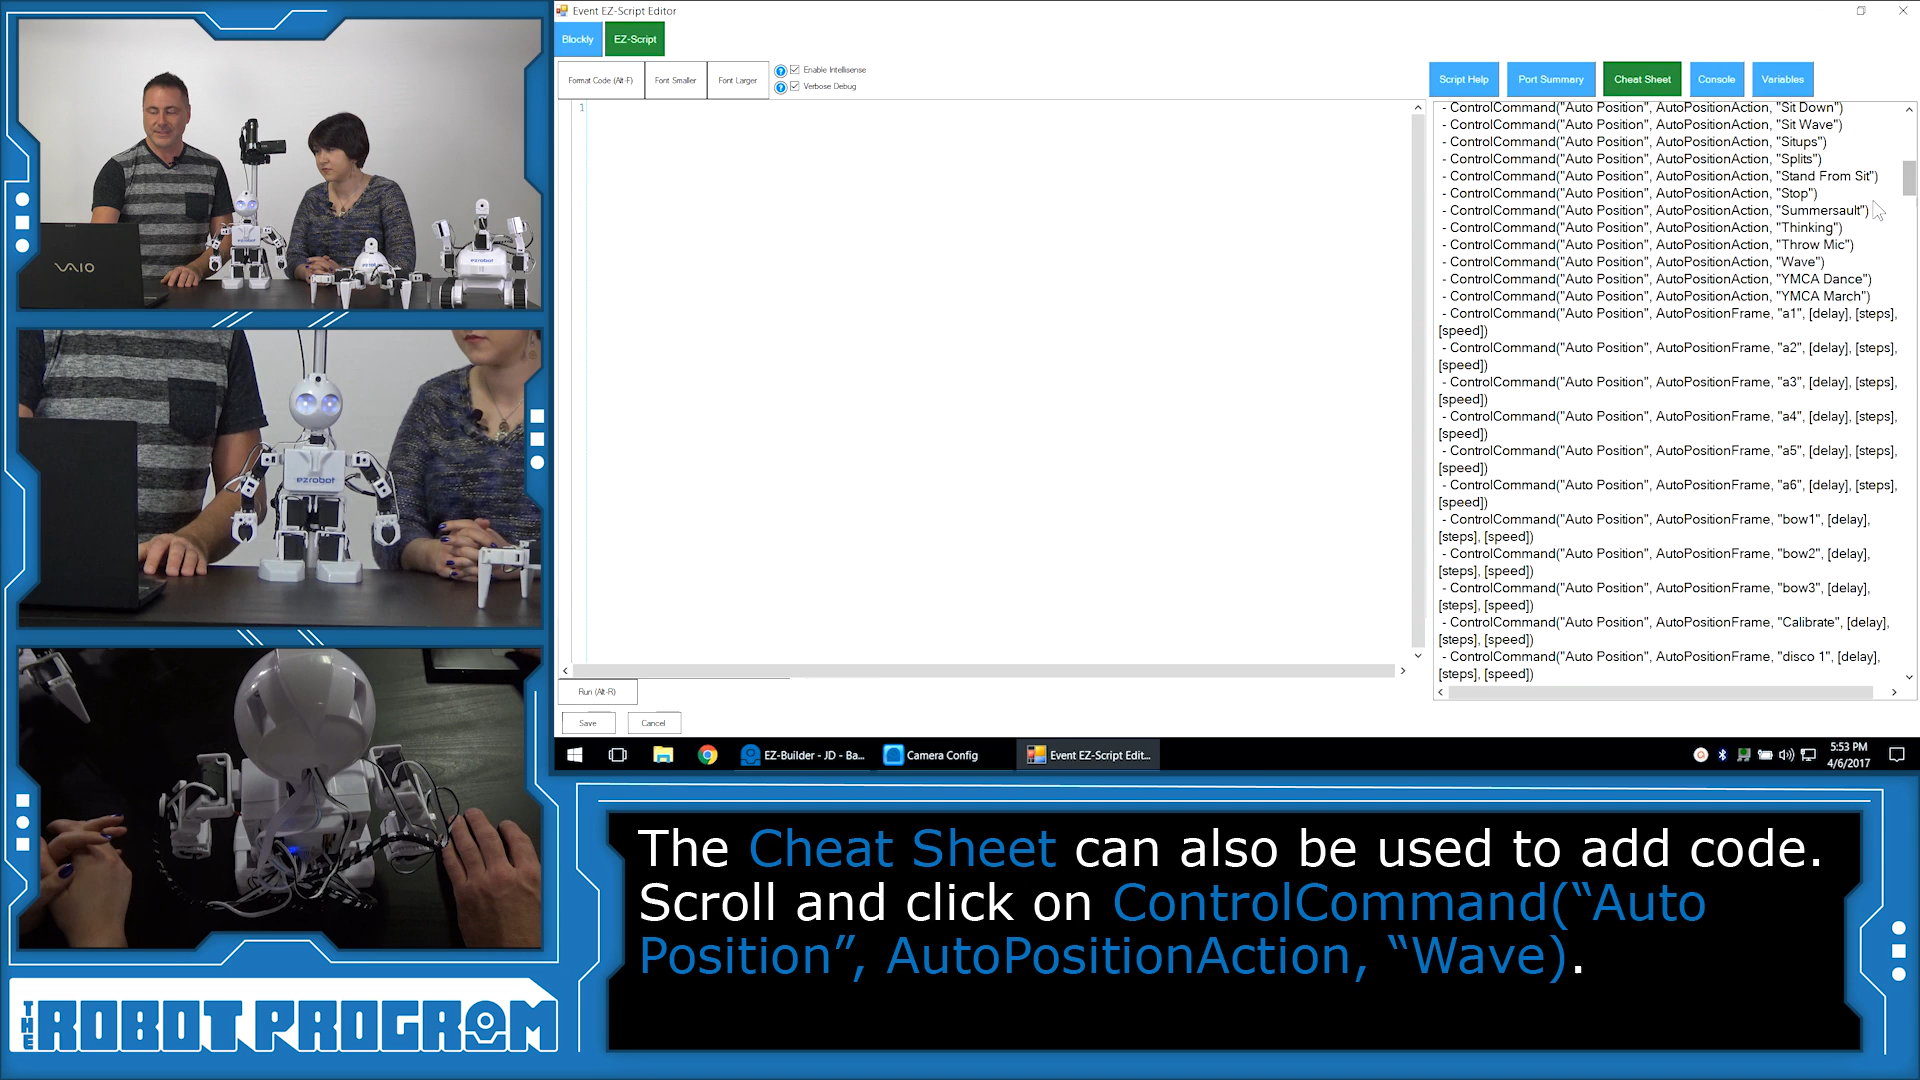 Event EZ-Script Editor
Blockly
EZ-Script
Format Code (Alt-F)
Font Smaller
Font Larger
Enable Intellisense
Verbose Debug
Script Help
Port Summary
Cheat Sheet
Console
Variables
1
- ControlCommand("Auto Position", AutoPositionAction, "Sit Down")
- ControlCommand("Auto Position", AutoPositionAction, "Sit Wave")
- ControlCommand("Auto Position", AutoPositionAction, "Situps")
- ControlCommand("Auto Position", AutoPositionAction, "Splits")
- ControlCommand("Auto Position", AutoPositionAction, "Stand From Sit")
- ControlCommand("Auto Position", AutoPositionAction, "Stop")
- ControlCommand("Auto Position", AutoPositionAction, "Summersault")
- ControlCommand("Auto Position", AutoPositionAction, "Thinking")
- ControlCommand("Auto Position", AutoPositionAction, "Throw Mic")
- ControlCommand("Auto Position", AutoPositionAction, "Wave")
- ControlCommand("Auto Position", AutoPositionAction, "YMCA Dance")
- ControlCommand("Auto Position", AutoPositionAction, "YMCA March")
- ControlCommand("Auto Position", AutoPositionFrame, "a1", [delay], [steps],
[speed])
- ControlCommand("Auto Position", AutoPositionFrame, "a2", [delay], [steps],
[speed])
- ControlCommand("Auto Position", AutoPositionFrame, "a3", [delay], [steps],
[speed])
- ControlCommand("Auto Position", AutoPositionFrame, "a4", [delay], [steps],
[speed])
- ControlCommand("Auto Position", AutoPositionFrame, "a5", [delay], [steps],
[speed])
- ControlCommand("Auto Position", AutoPositionFrame, "a6", [delay], [steps],
[speed])
- ControlCommand("Auto Position", AutoPositionFrame, "bow1", [delay],
[steps], [speed])
- ControlCommand("Auto Position", AutoPositionFrame, "bow2", [delay],
[steps], [speed])
- ControlCommand("Auto Position", AutoPositionFrame, "bow3", [delay],
[steps], [speed])
- ControlCommand("Auto Position", AutoPositionFrame, "Calibrate", [delay],
[steps], [speed])
- ControlCommand("Auto Position", AutoPositionFrame, "disco 1", [delay],
[steps], [speed])
Run (Alt-R)
Save
Cancel
EZ-Builder - JD - Ba...
Camera Config
Event EZ-Script Edit...
5:53 PM
4/6/2017
VAIO
ezrobot
ezrobot
ezrobot
The Cheat Sheet can also be used to add code.
Scroll and click on ControlCommand(“Auto
Position”, AutoPositionAction, “Wave).
THE ROBOT PROGRAM